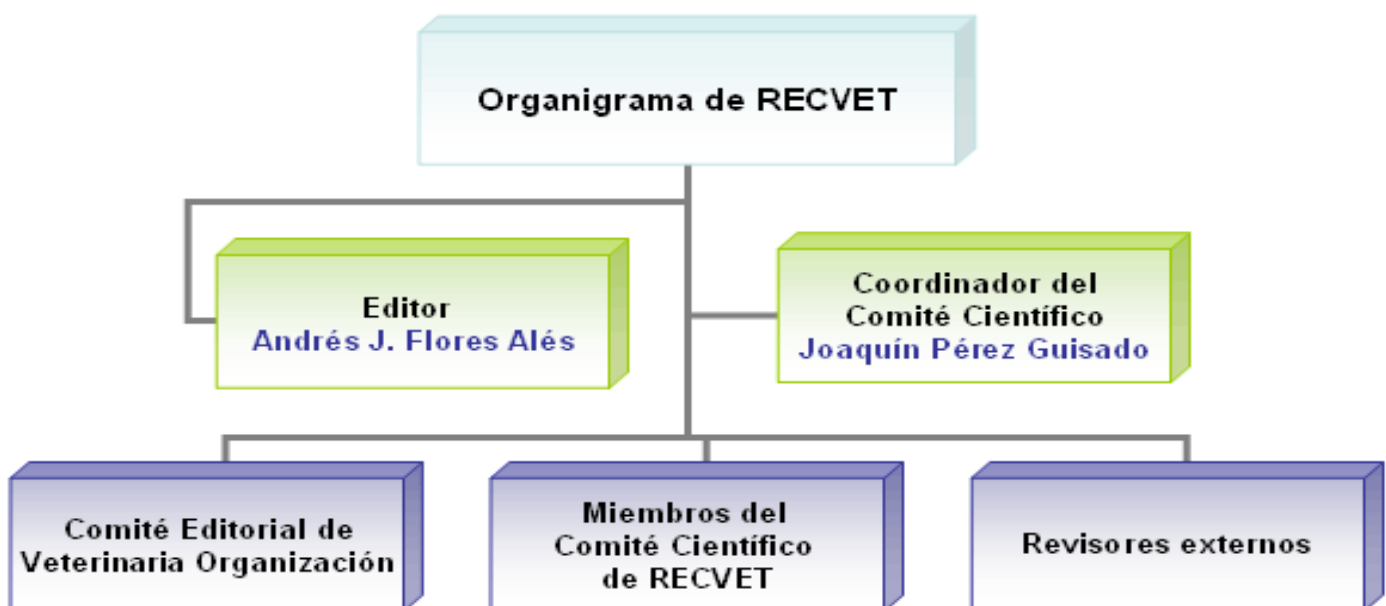 Organigrama de RECVET
Editor
Andrés J. Flores Alés
Coordinador del
Comité Científico
Joaquín Pérez Guisado
Comité Editorial de
Veterinaria Organización
Miembros del
Comité Científico
de RECVET
Revisores externos